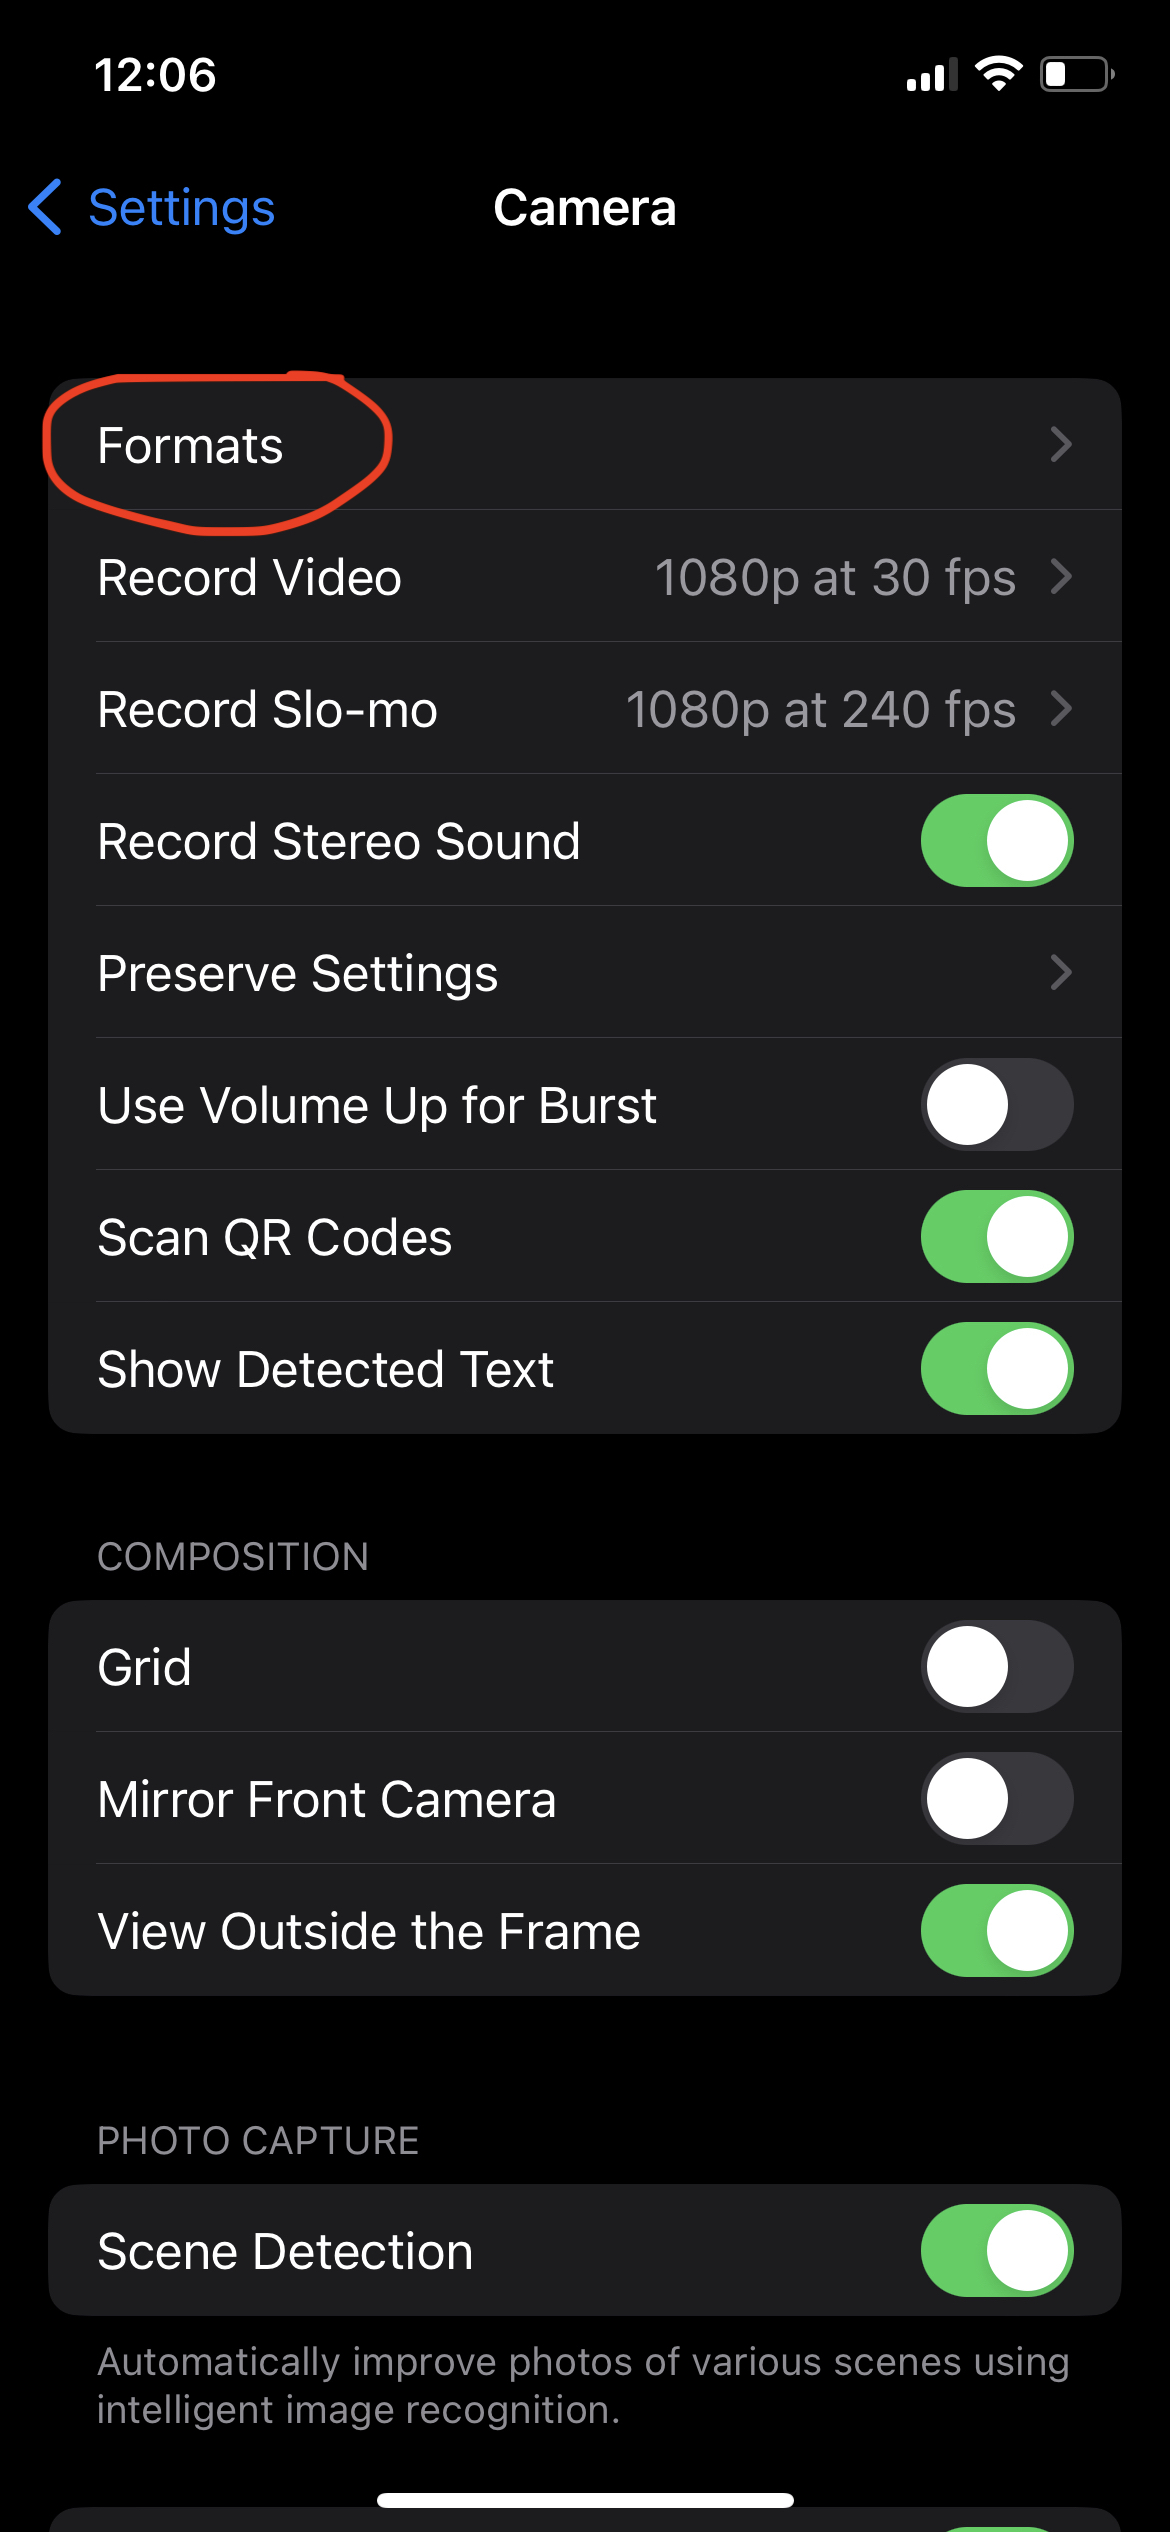 12:06
Settings
Camera
Formats
Record Video 1080p at 30 fps
Record Slo-mo 1080p at 240 fps
Record Stereo Sound
Preserve Settings
Use Volume Up for Burst
Scan QR Codes
Show Detected Text
COMPOSITION
Grid
Mirror Front Camera
View Outside the Frame
PHOTO CAPTURE
Scene Detection
Automatically improve photos of various scenes using
intelligent image recognition.